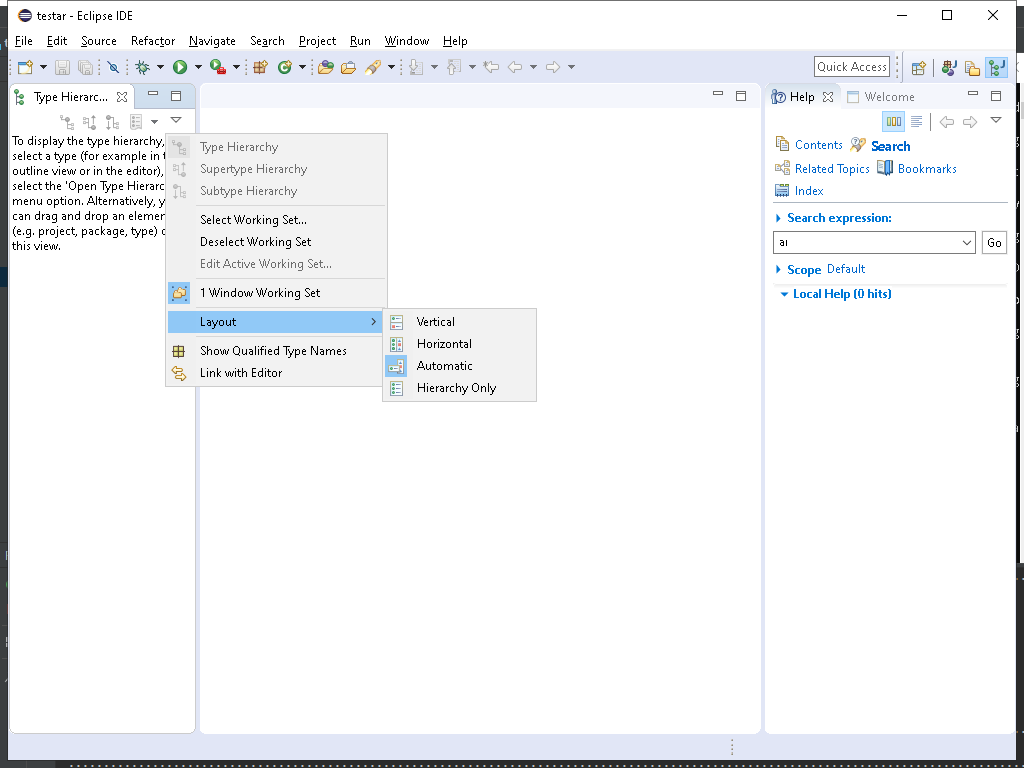 testar - Eclipse IDE
File Edit Source Refactor Navigate Search Project Run Window Help
Quick Access
Type Hierarc...
To display the type hierarchy,
select a type (for example in t
outline view or in the editor),
select the 'Open Type Hierarc
menu option. Alternatively, y
can drag and drop an elemen
(e.g. project, package, type) o
this view.
Type Hierarchy
Supertype Hierarchy
Subtype Hierarchy
Select Working Set...
Deselect Working Set
Edit Active Working Set...
1 Window Working Set
Layout
Show Qualified Type Names
Link with Editor
Vertical
Horizontal
Automatic
Hierarchy Only
Help Welcome
Contents Search
Related Topics Bookmarks
Index
Search expression:
Go
Scope Default
Local Help (0 hits)